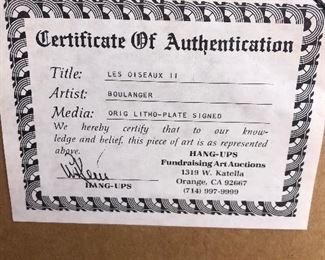 Certificate Of Authentication
Title: LES OISEAUX II
Artist: BOULANGER
Media: ORIG LITHO-PLATE SIGNED
We hereby certify that to our know-
ledge and belief, this piece of art is as represented
above.
HANG-UPS
Fundraising Art Auctions
1319 W. Katella
Orange, CA 92667
(714) 997-9999
HANG-UPS